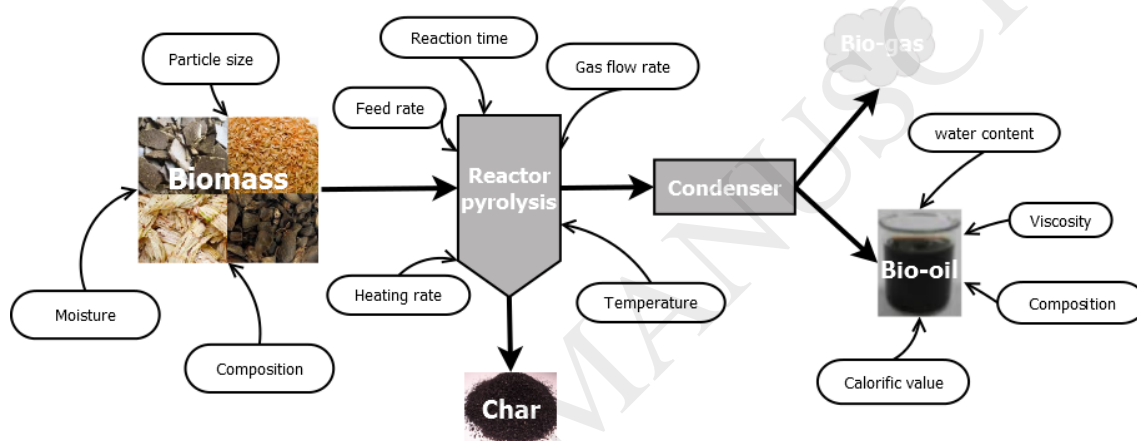 Bio-gas
Reaction time
Particle size
Gas flow rate
Feed rate
water content
Biomass
Reactor
pyrolysis
Condenser
Viscosity
Bio-oil
Heating rate
Temperature
Composition
Moisture
Composition
Calorific value
Char
MANUSC